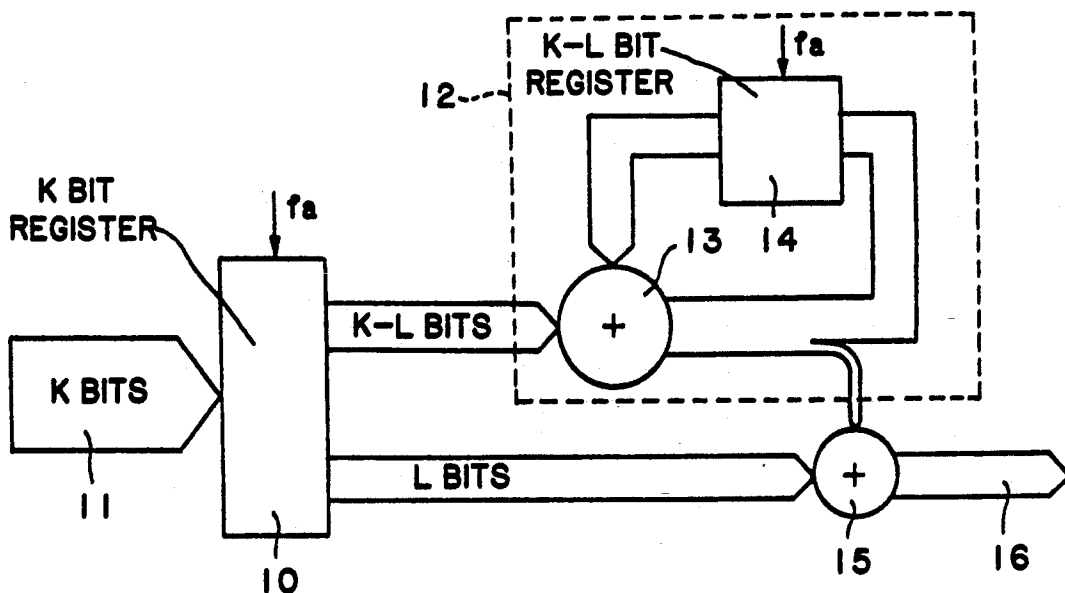 K-L BIT
REGISTER
fa
12
K BIT
REGISTER
fa
13
14
K-L BITS
+
K BITS
L BITS
+
11
10
15
16